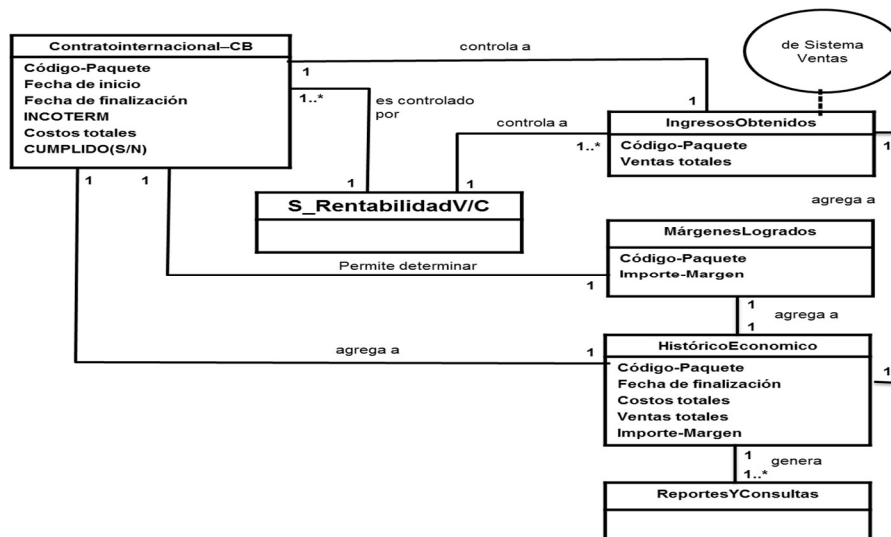 de Sistema
Ventas
Contratointernacional–CB
Código-Paquete
Fecha de inicio
Fecha de finalización
INCOTERM
Costos totales
CUMPLIDO(S/N)
controla a
1
1
1..*
es controlado
por
controla a
1..*
1
1
IngresosObtenidos
Código-Paquete
Ventas totales
1
1
1
S_RentabilidadV/C
agrega a
MárgenesLogrados
Código-Paquete
Importe-Margen
Permite determinar
1
1
agrega a
1
HistóricoEconomico
Código-Paquete
Fecha de finalización
Costos totales
Ventas totales
Importe-Margen
agrega a
1
1
1
genera
1..*
ReportesYConsultas